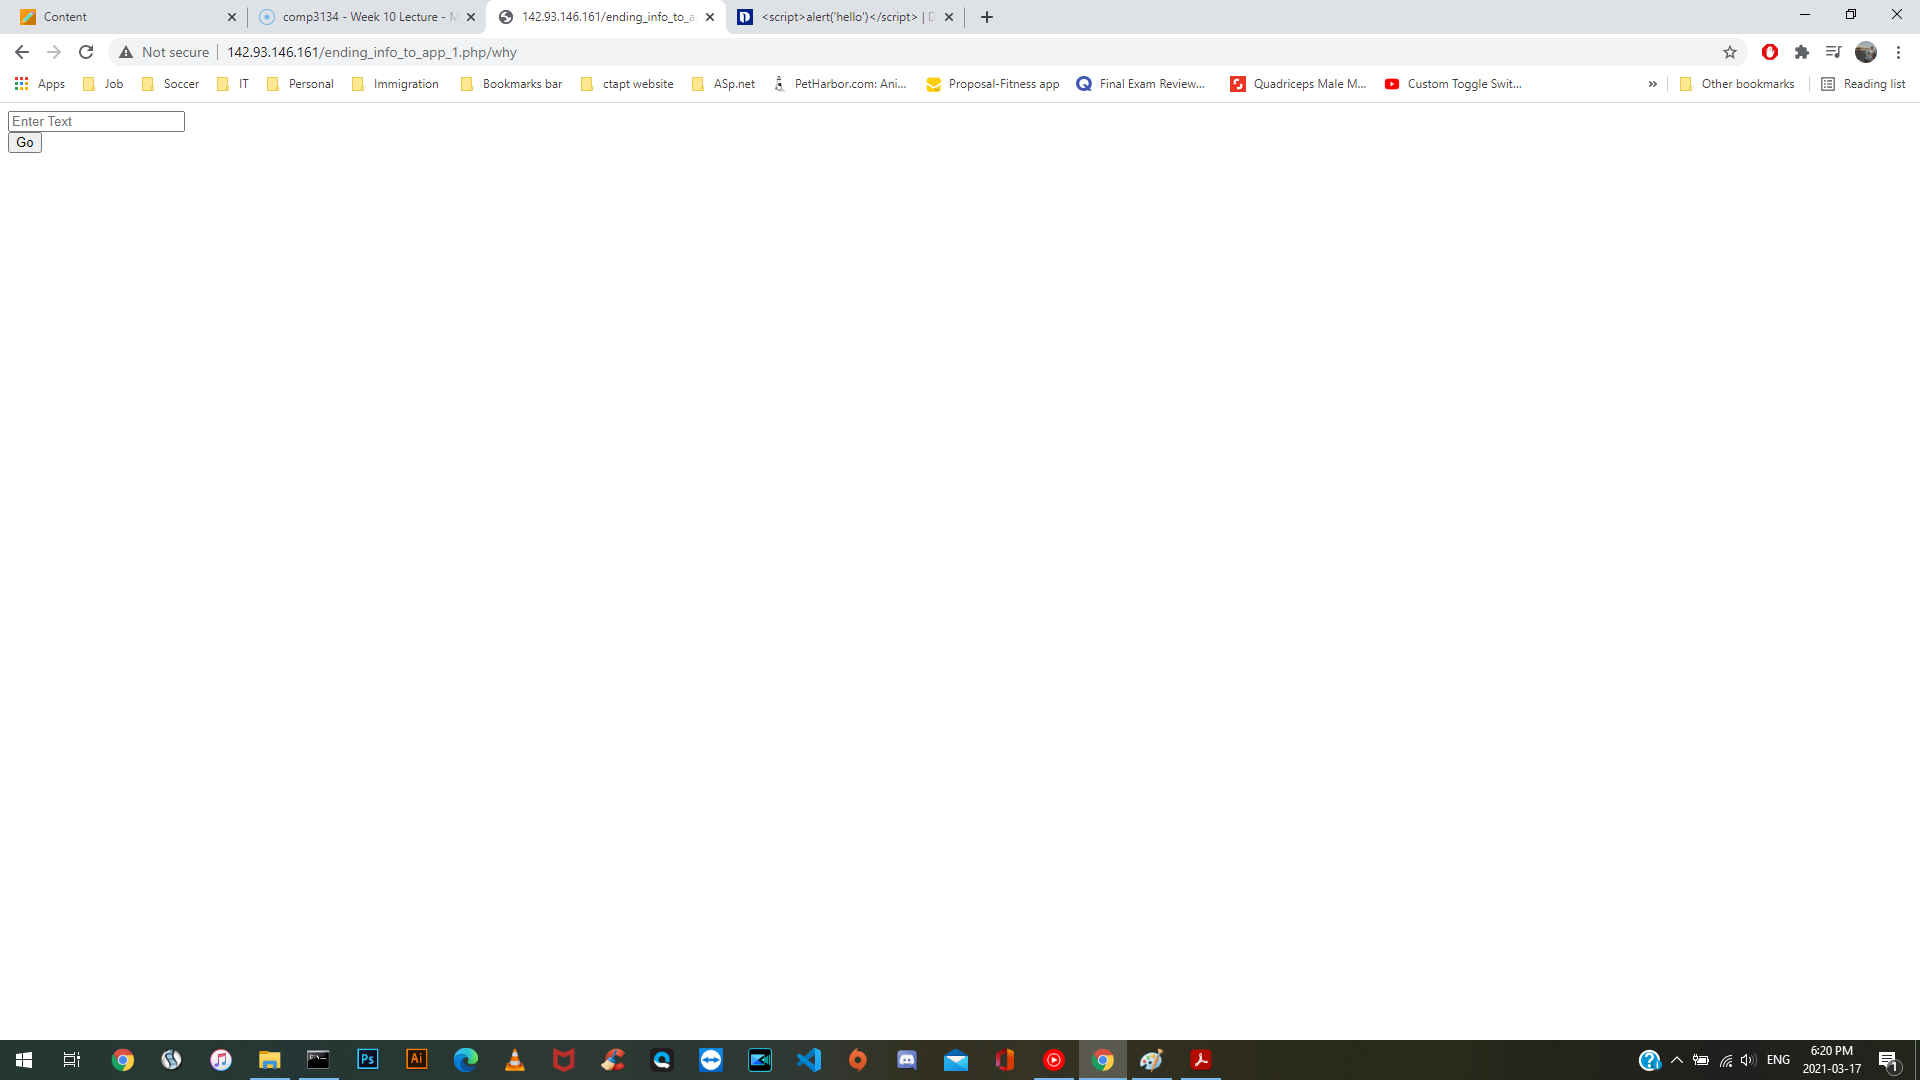 Content
comp3134 - Week 10 Lecture - M
142.93.146.161/ending_info_to_a
<script>alert('hello')</script> | D
Not secure
142.93.146.161/ending_info_to_app_1.php/why
Apps
Job
Soccer
IT
Personal
Immigration
Bookmarks bar
ctapt website
ASp.net
PetHarbor.com: Ani...
Proposal-Fitness app
Final Exam Review...
Quadriceps Male M...
Custom Toggle Swit...
»
Other bookmarks
Reading list
Enter Text
Go
Ps
Ai
ENG
6:20 PM
2021-03-17
1